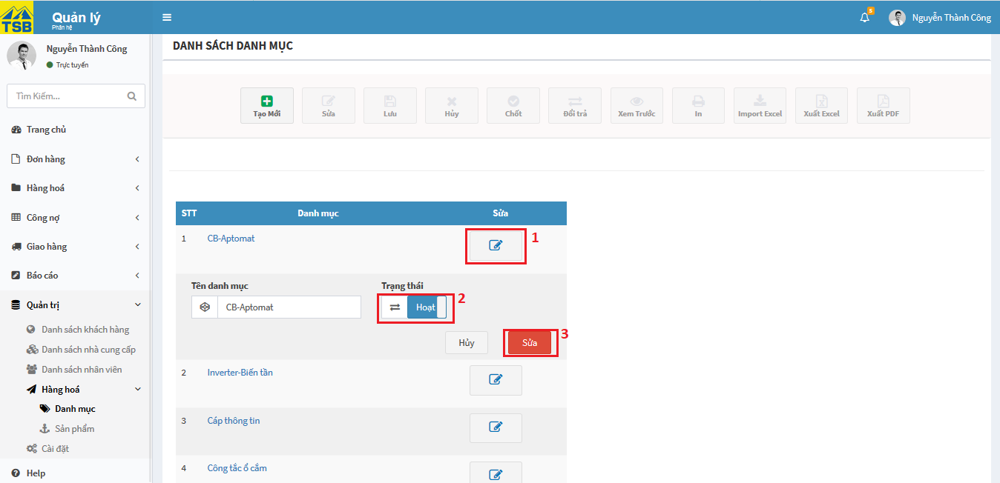 TSB
Quản lý
Phân hệ
5
Nguyễn Thành Công
Nguyễn Thành Công
Trực tuyến
Tìm Kiếm...
Trang chủ
Đơn hàng
Hàng hoá
Công nợ
Giao hàng
Báo cáo
Quản trị
Danh sách khách hàng
Danh sách nhà cung cấp
Danh sách nhân viên
Hàng hoá
Danh mục
Sản phẩm
Cài đặt
Help
DANH SÁCH DANH MỤC
Tạo Mới
Sửa
Lưu
Hủy
Chốt
Đổi trả
Xem Trước
In
Import Excel
Xuất Excel
Xuất PDF
STT Danh mục Sửa
1 CB-Aptomat 1
Tên danh mục Trạng thái
CB-Aptomat Hoạt 2
Hủy Sửa 3
2 Inverter-Biến tần
3 Cáp thông tin
4 Công tắc ổ cắm